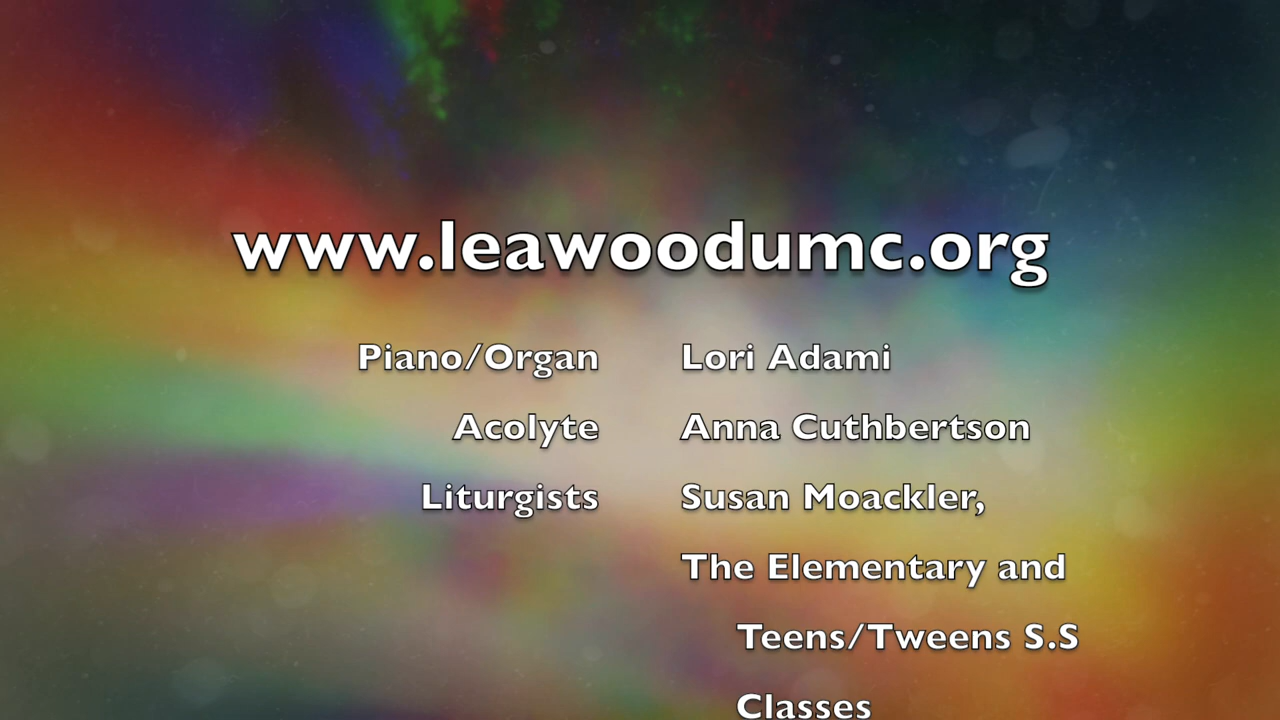 www.leawoodumc.org
Piano/Organ Lori Adami
Acolyte Anna Cuthbertson
Liturgists Susan Moackler,
The Elementary and
Teens/Tweens S.S
Classes